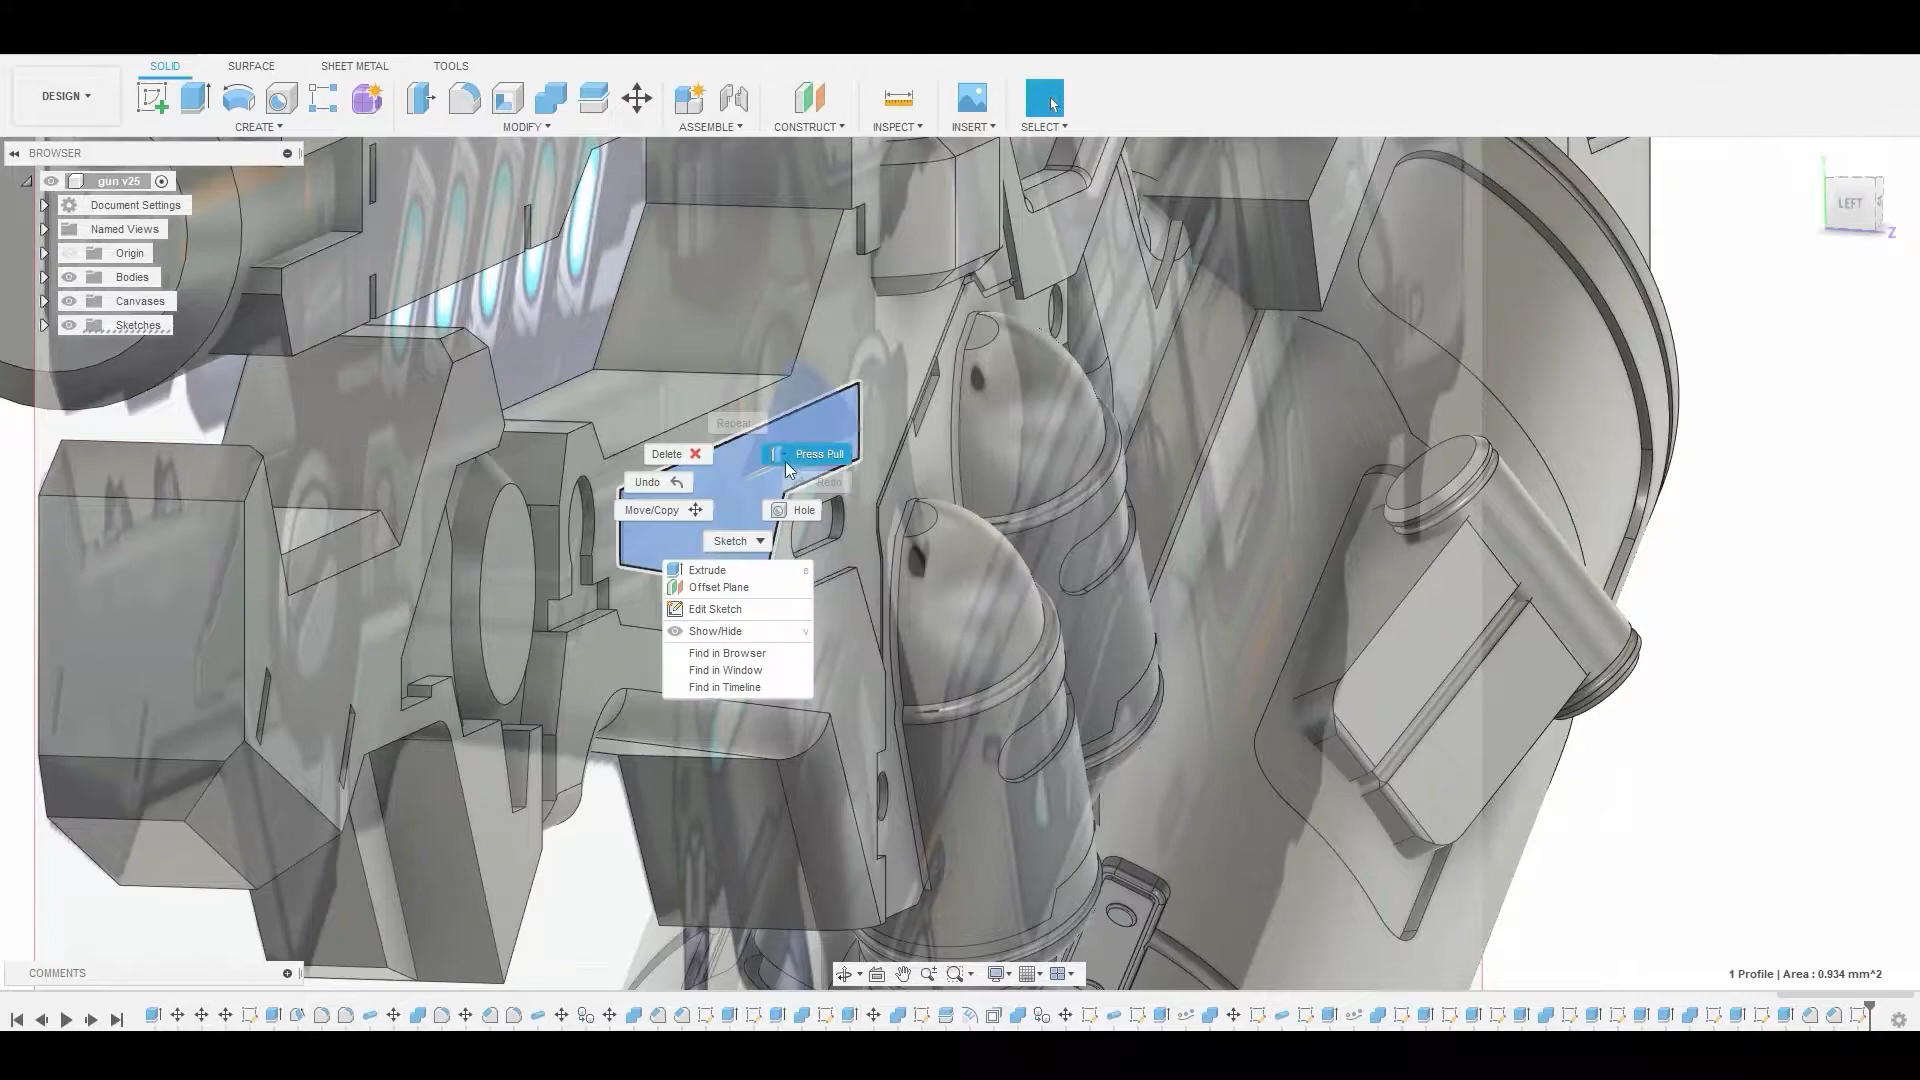 SOLID SURFACE SHEET METAL TOOLS
DESIGN
CREATE MODIFY ASSEMBLE CONSTRUCT INSPECT INSERT SELECT
BROWSER
gun v25
Document Settings
Named Views
Origin
Bodies
Canvases
Sketches
LEFT
Z
Repeat
Delete
Press Pull
Undo
Redo
Move/Copy
Hole
Sketch
Extrude e
Offset Plane
Edit Sketch
Show/Hide v
Find in Browser
Find in Window
Find in Timeline
COMMENTS
1 Profile | Area : 0.934 mm^2